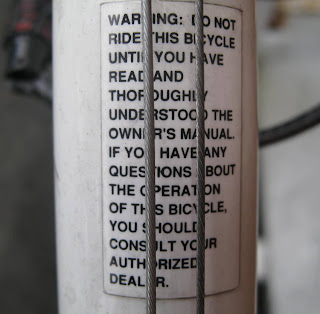 WARNING: DO NOT
RIDE THIS BICYCLE
UNTIL YOU HAVE
READ AND
THOROUGHLY
UNDERSTOOD THE
OWNER'S MANUAL.
IF YOU HAVE ANY
QUESTIONS ABOUT
THE OPERATION
OF THIS BICYCLE,
YOU SHOULD
CONSULT YOUR
AUTHORIZED
DEALER.